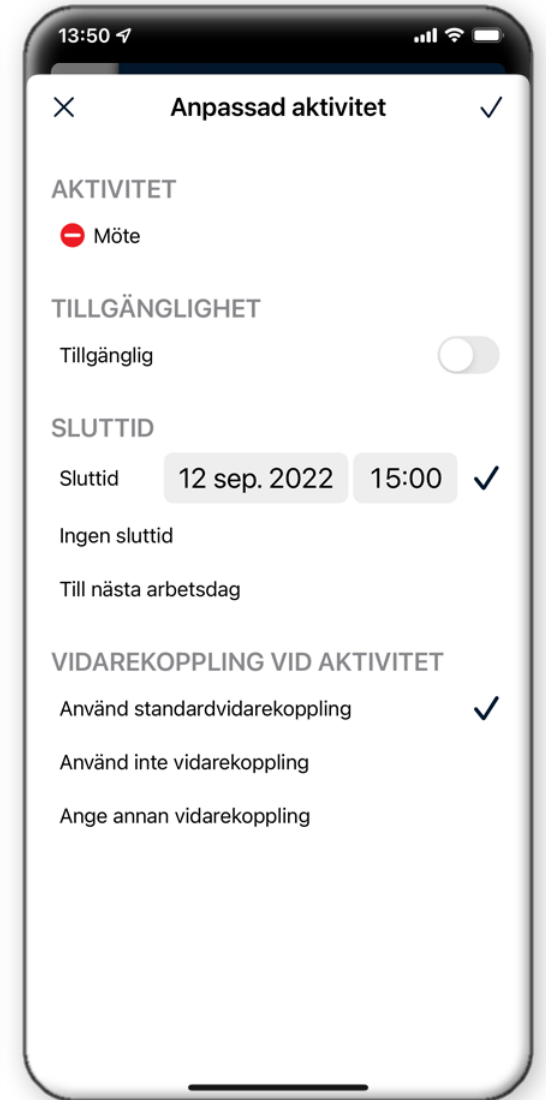 13:50
Anpassad aktivitet
AKTIVITET
Möte
TILLGÄNGLIGHET
Tillgänglig
SLUTTID
Sluttid 12 sep. 2022 15:00
Ingen sluttid
Till nästa arbetsdag
VIDAREKOPPLING VID AKTIVITET
Använd standardvidarekoppling
Använd inte vidarekoppling
Ange annan vidarekoppling